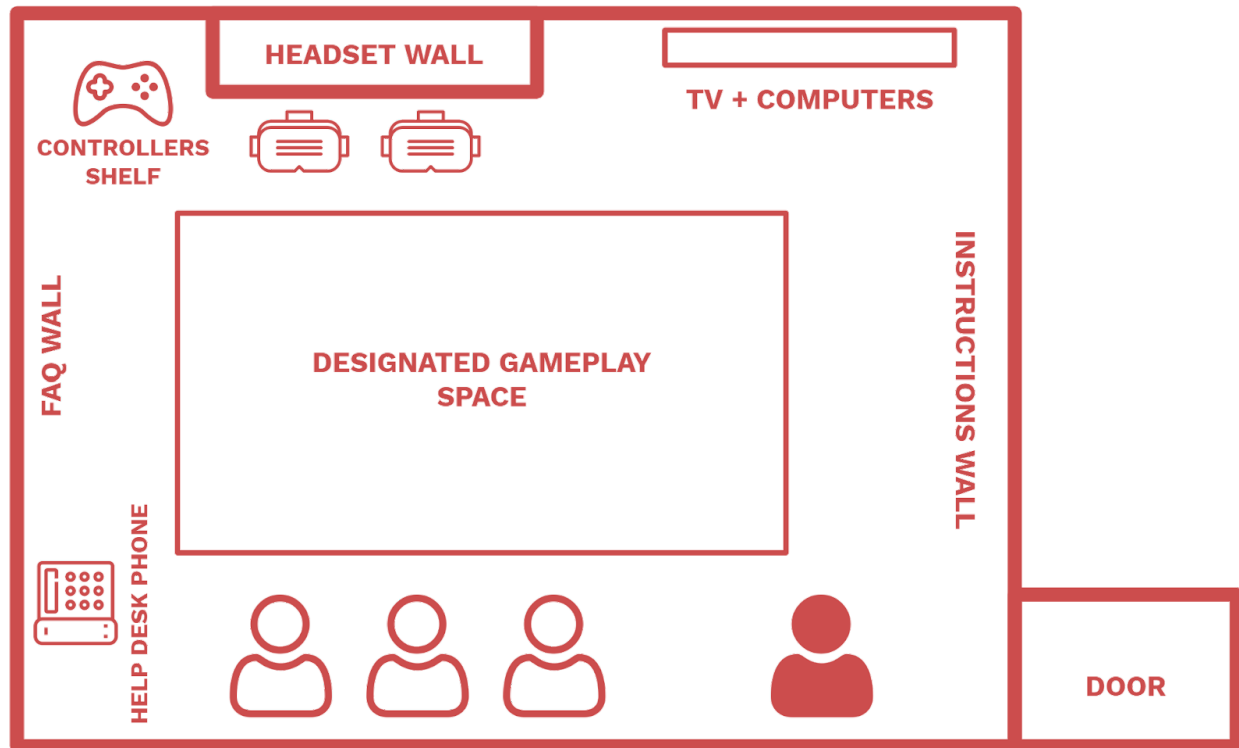 HEADSET WALL
TV + COMPUTERS
CONTROLLERS
SHELF
FAQ WALL
DESIGNATED GAMEPLAY
SPACE
INSTRUCTIONS WALL
HELP DESK PHONE
DOOR